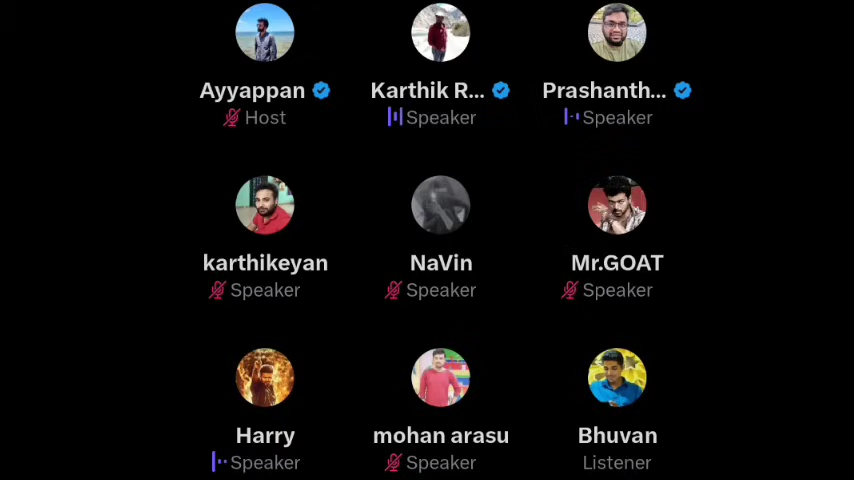 Ayyappan Karthik R... Prashanth...
Host Speaker Speaker
karthikeyan NaVin Mr.GOAT
Speaker Speaker Speaker
Harry mohan arasu Bhuvan
Speaker Speaker Listener